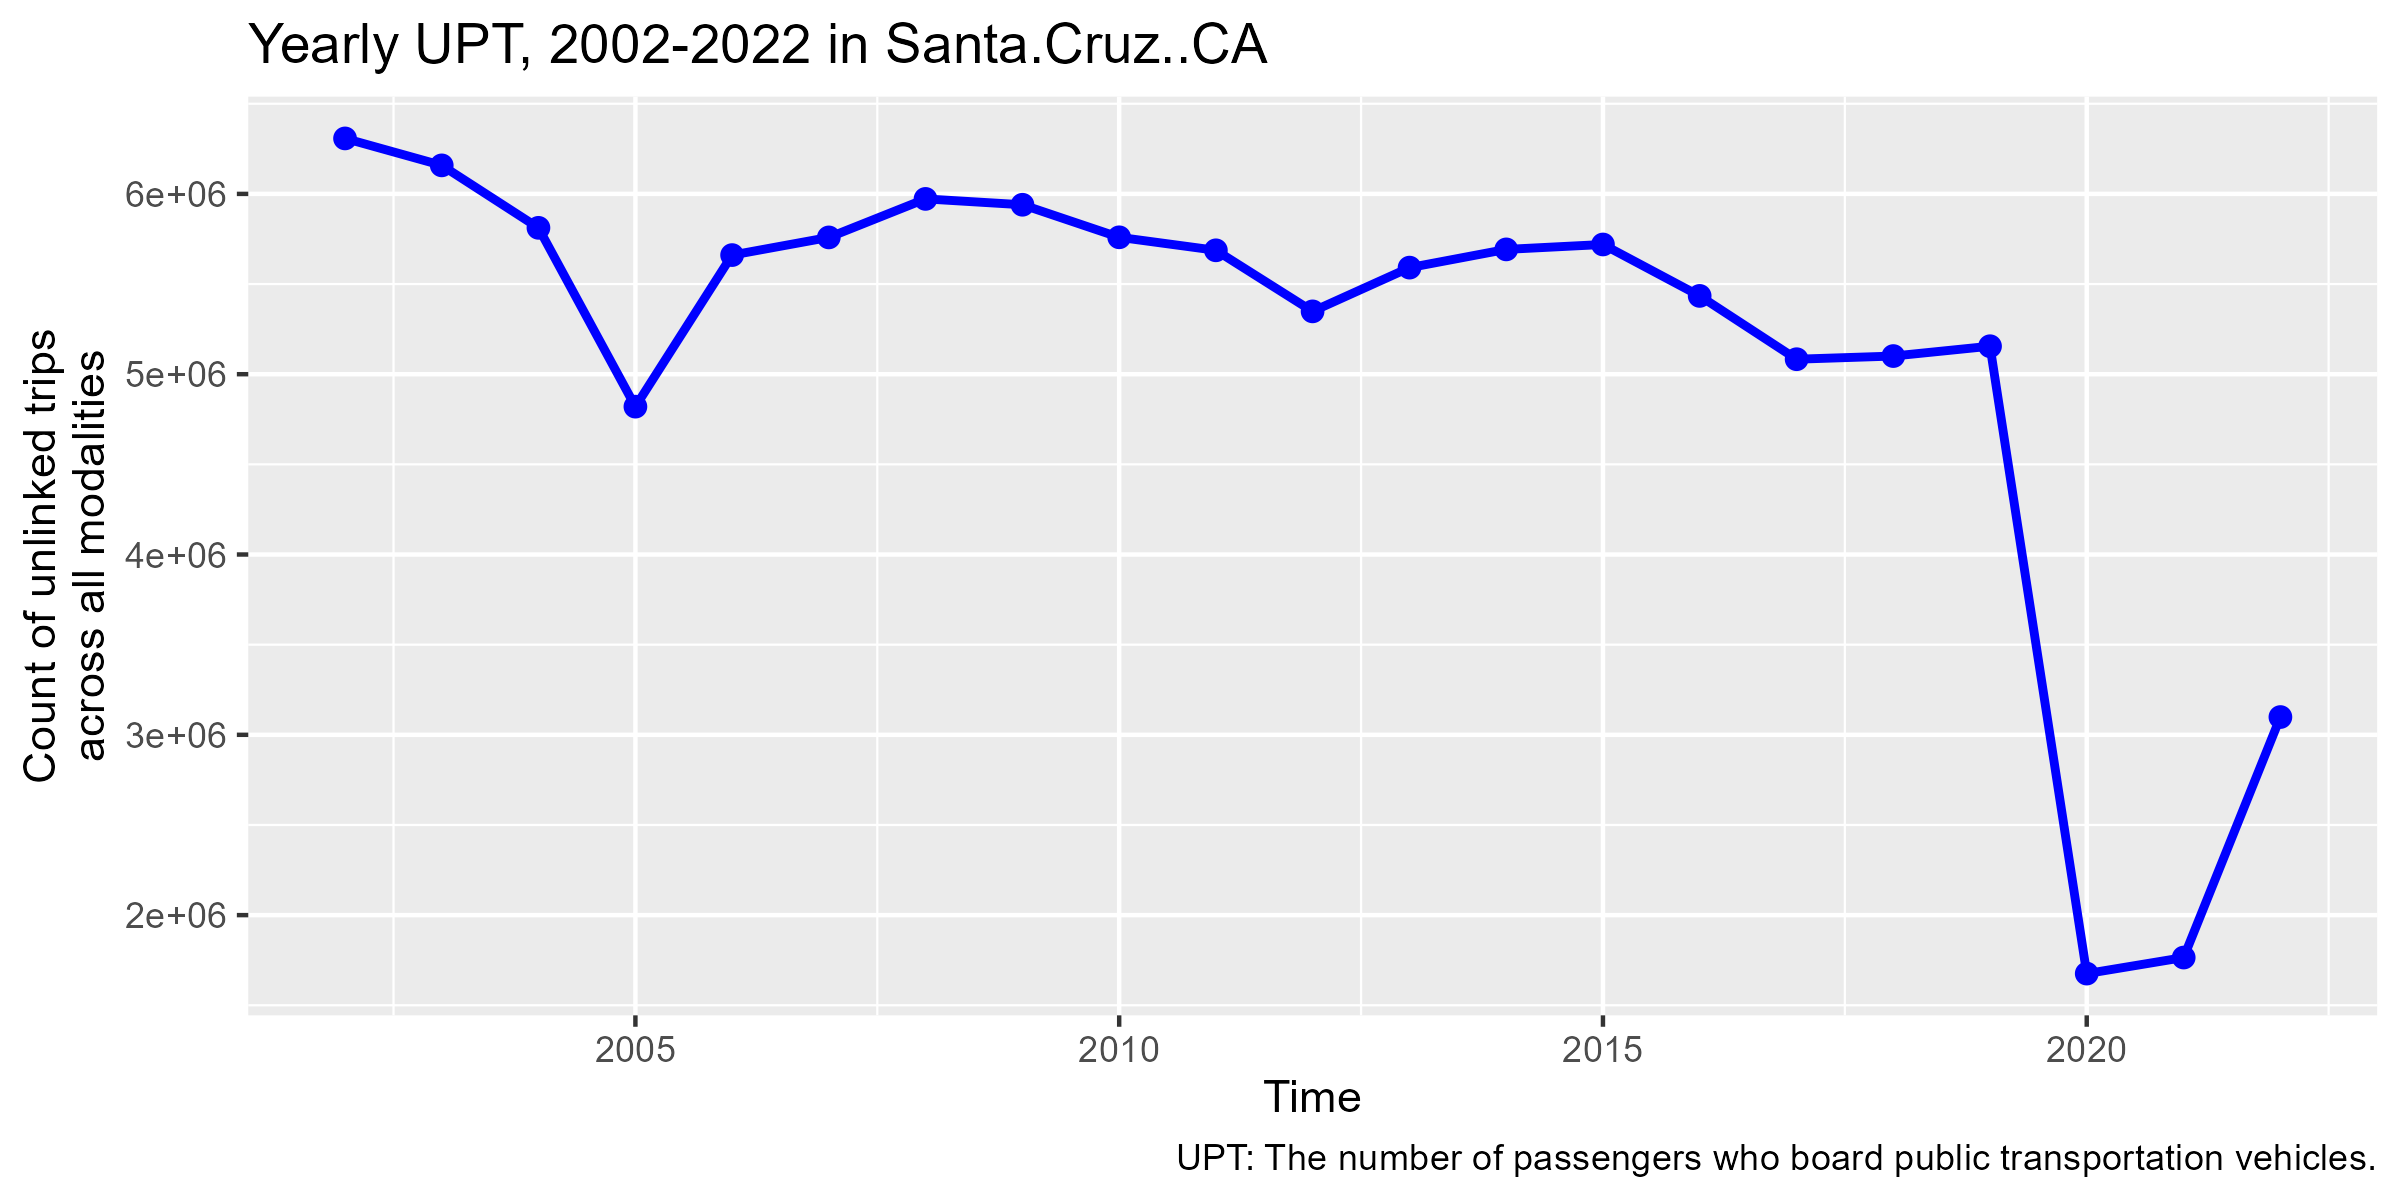 Yearly UPT, 2002-2022 in Santa.Cruz..CA
Count of unlinked trips
across all modalities
6e+06
5e+06
4e+06
3e+06
2e+06
2005
2010
2015
2020
Time
UPT: The number of passengers who board public transportation vehicles.